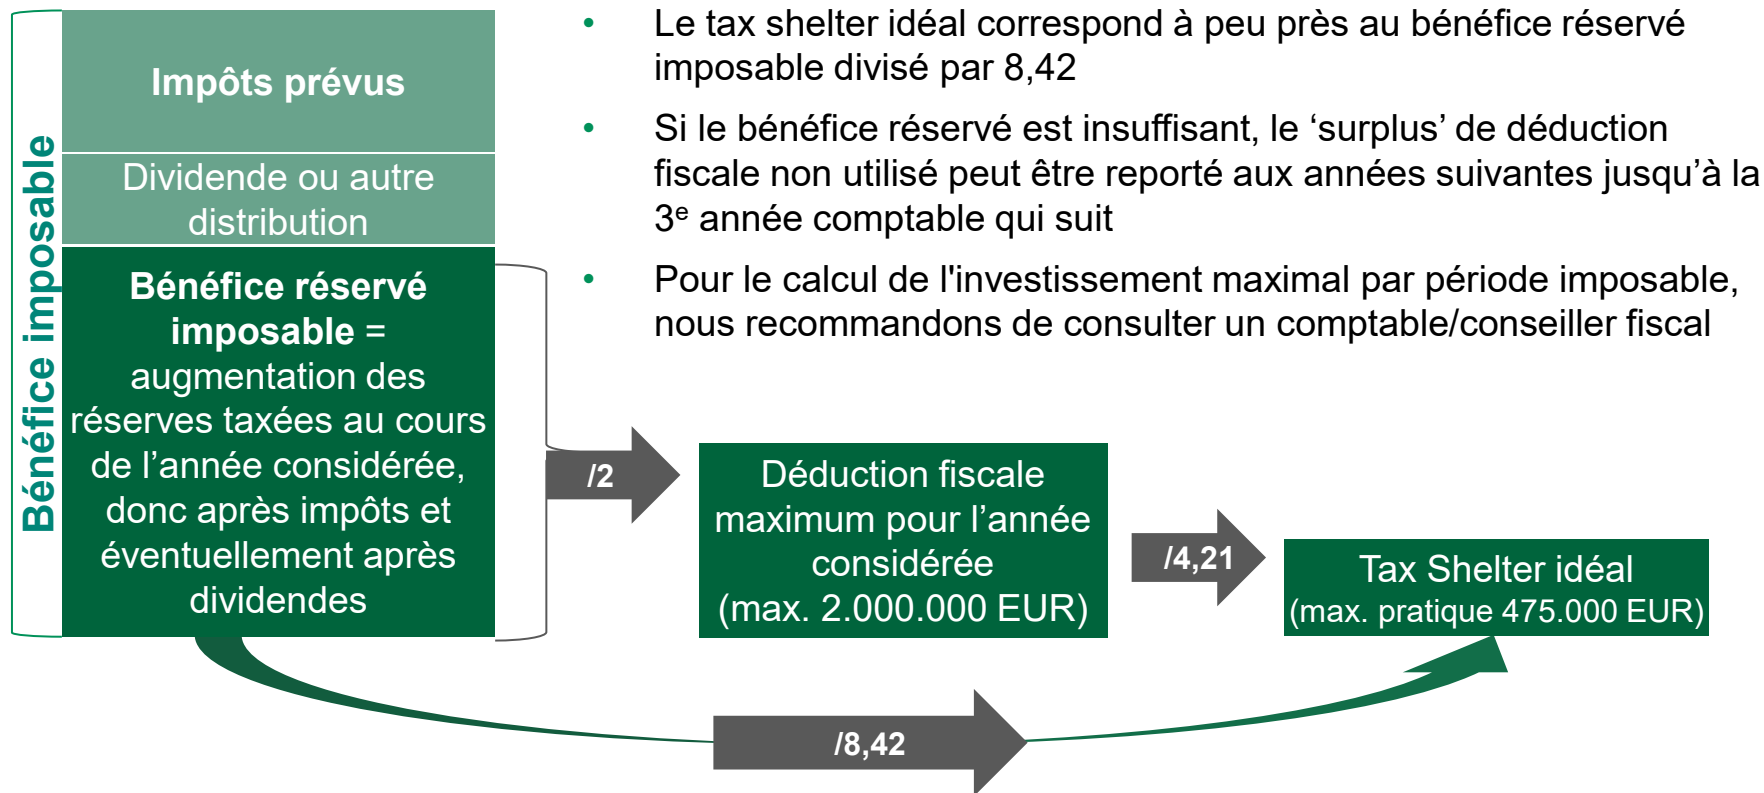 Bénéfice imposable
Impôts prévus
Dividende ou autre
distribution
Bénéfice réservé
imposable =
augmentation des
réserves taxées au cours
de l’année considérée,
donc après impôts et
éventuellement après
dividendes
• Le tax shelter idéal correspond à peu près au bénéfice réservé
imposable divisé par 8,42
• Si le bénéfice réservé est insuffisant, le ‘surplus’ de déduction
fiscale non utilisé peut être reporté aux années suivantes jusqu’à la
3ᵉ année comptable qui suit
• Pour le calcul de l'investissement maximal par période imposable,
nous recommandons de consulter un comptable/conseiller fiscal
/2
Déduction fiscale
maximum pour l’année
considérée
(max. 2.000.000 EUR)
/4,21
Tax Shelter idéal
(max. pratique 475.000 EUR)
/8,42